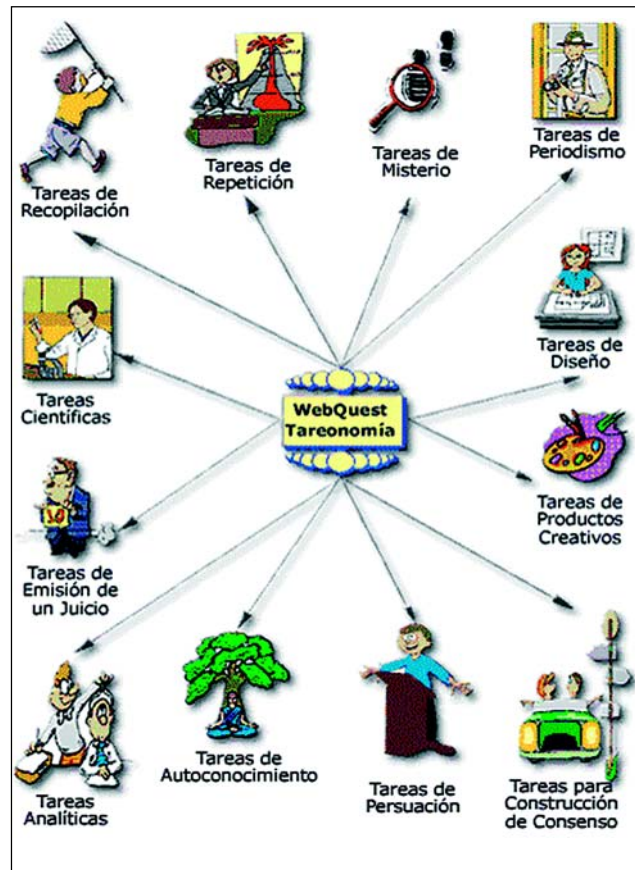 Tareas de
Recopilación
Tareas de
Repetición
Tareas de
Misterio
Tareas de
Periodismo
Tareas
Científicas
WebQuest
Tareonomía
Tareas de
Diseño
Tareas de
Productos
Creativos
10
Tareas de
Emisión de
un Juicio
Tareas
Analíticas
Tareas de
Autoconocimiento
Tareas de
Persuación
Tareas para
Construcción
de Consenso